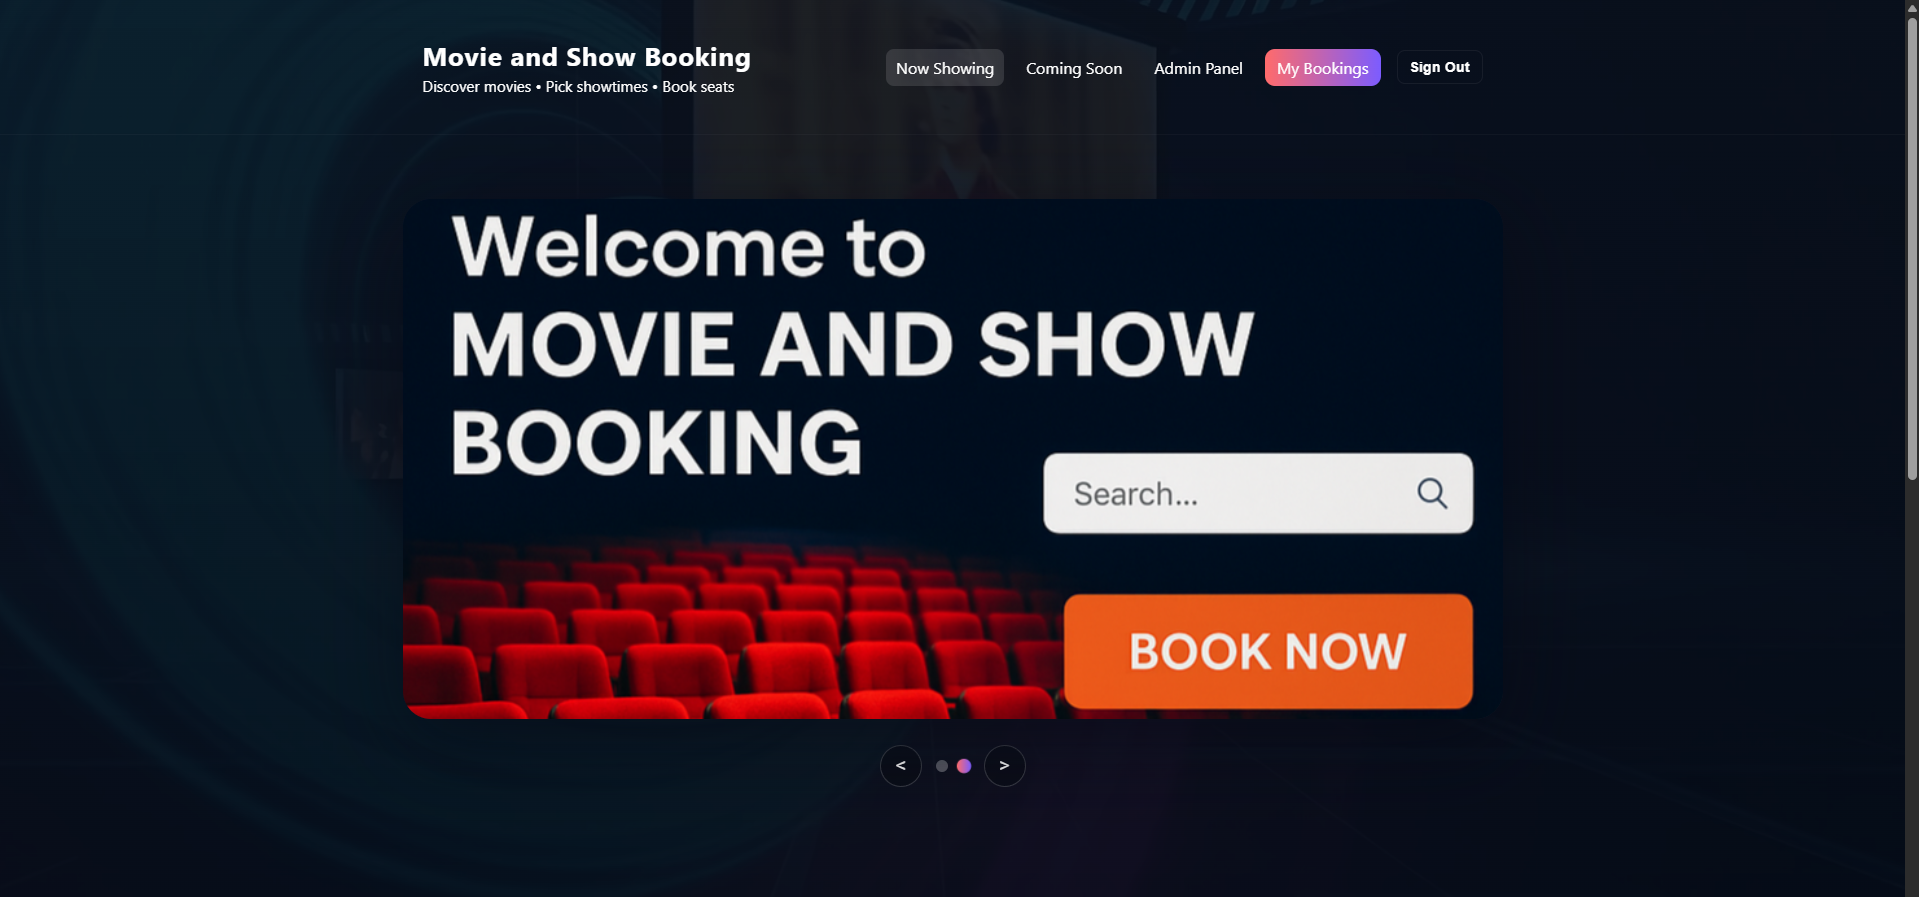 Movie and Show Booking
Discover movies • Pick showtimes • Book seats
Now Showing
Coming Soon
Admin Panel
My Bookings
Sign Out
Welcome to
MOVIE AND SHOW
BOOKING
Search...
BOOK NOW
<
>